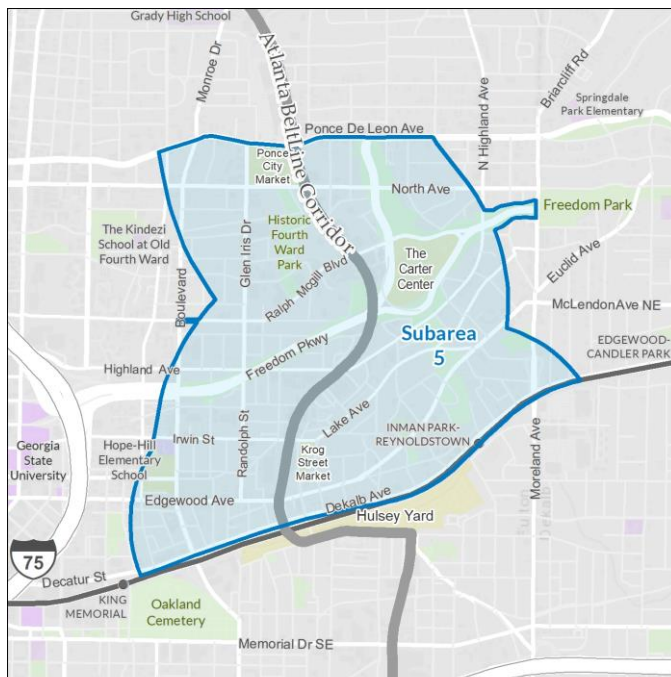 Grady High School
Monroe Dr
Atlanta BeltLine Corridor
N Highland Ave
Briarcliff Rd
Springdale
Park Elementary
Ponce De Leon Ave
Ponce
City
Market
North Ave
Freedom Park
The Kindezi
School at Old
Fourth Ward
Glen Iris Dr
Historic
Fourth
Ward
Park
The
Carter
Center
Euclid Ave
Ralph Mcgill Blvd
Boulevard
McLendonAve NE
Subarea
5
EDGEWOOD-
CANDLER PARK
Freedom Pkwy
Highland Ave
Lake Ave
INMAN PARK-
REYNOLDSTOWN
Moreland Ave
Georgia
State
University
Hope-Hill
Elementary
School
Irwin St
Randolph St
Krog
Street
Market
Edgewood Ave
Dekalb Ave
Hulsey Yard
75
Decatur St
KING
MEMORIAL
Oakland
Cemetery
Memorial Dr SE